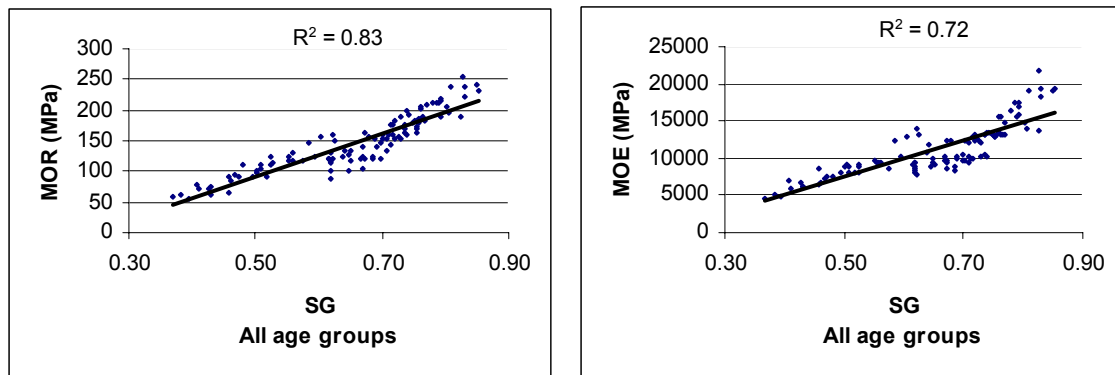 R² = 0.83
MOR (MPa)
300
250
200
150
100
50
0
0.30 0.50 0.70 0.90
SG
All age groups
R² = 0.72
MOE (MPa)
25000
20000
15000
10000
5000
0
0.30 0.50 0.70 0.90
SG
All age groups